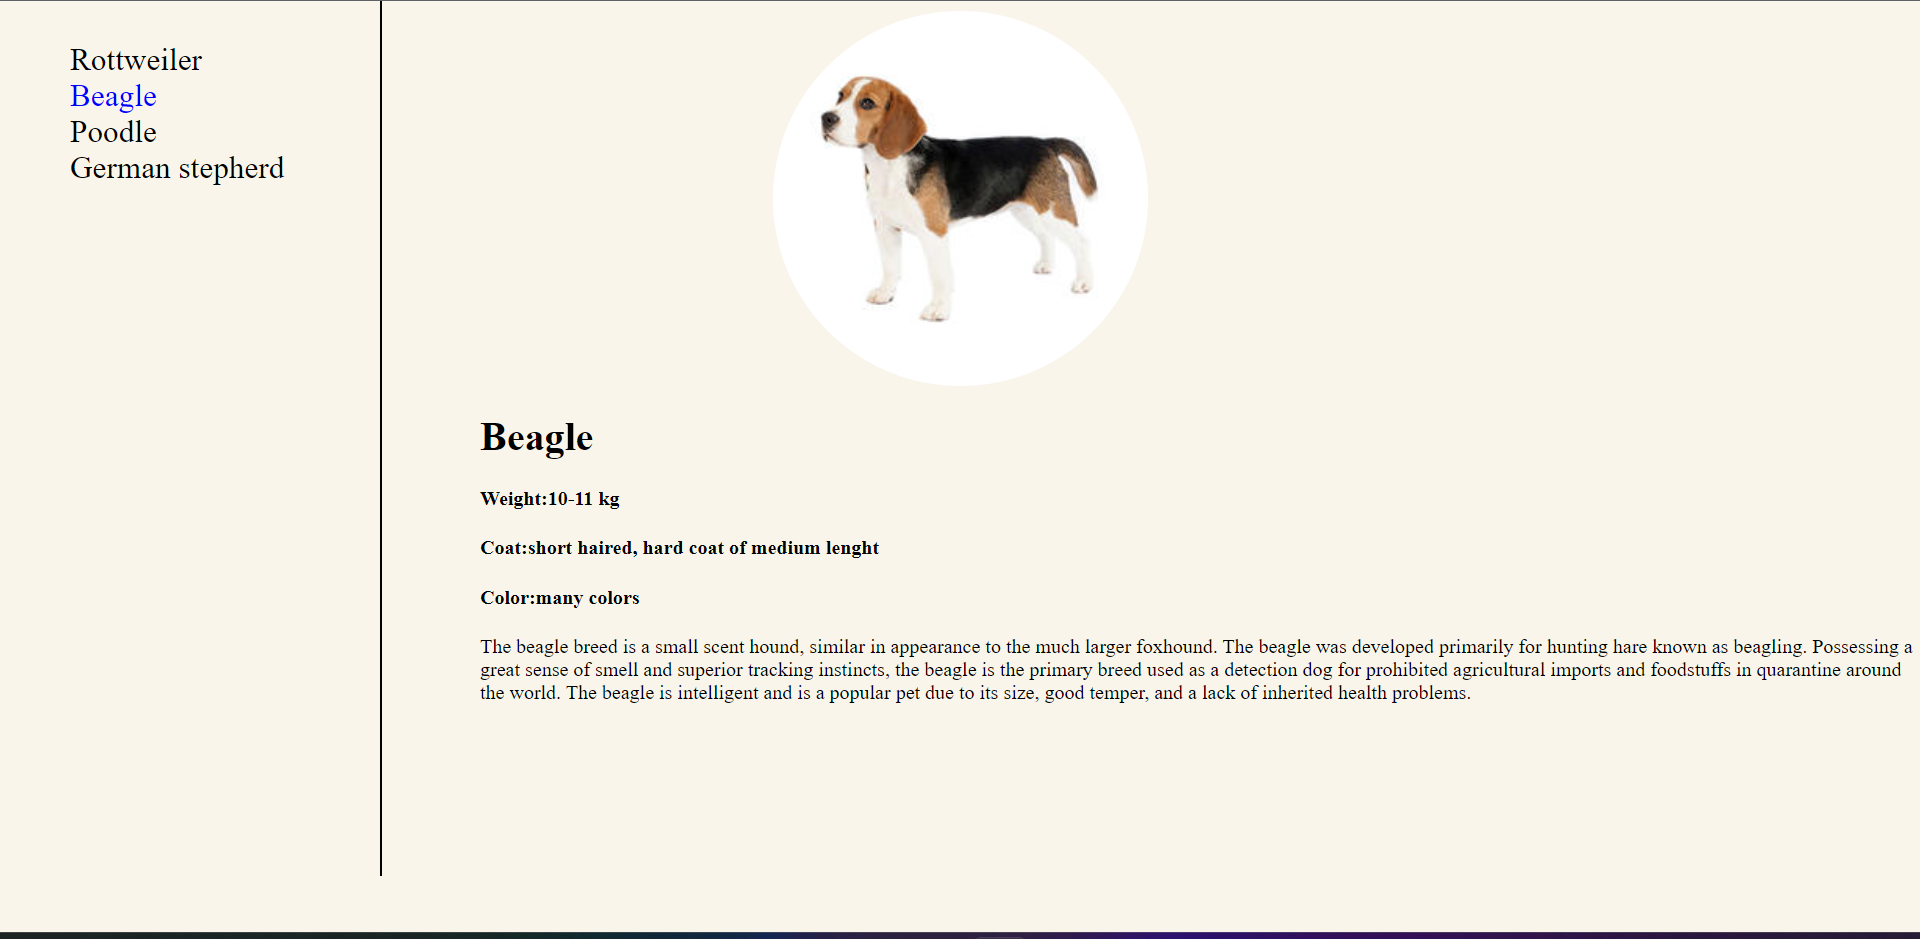 Rottweiler
Beagle
Poodle
German stepherd
Beagle
Weight:10-11 kg
Coat:short haired, hard coat of medium lenght
Color:many colors
The beagle breed is a small scent hound, similar in appearance to the much larger foxhound. The beagle was developed primarily for hunting hare known as beagling. Possessing a
great sense of smell and superior tracking instincts, the beagle is the primary breed used as a detection dog for prohibited agricultural imports and foodstuffs in quarantine around
the world. The beagle is intelligent and is a popular pet due to its size, good temper, and a lack of inherited health problems.